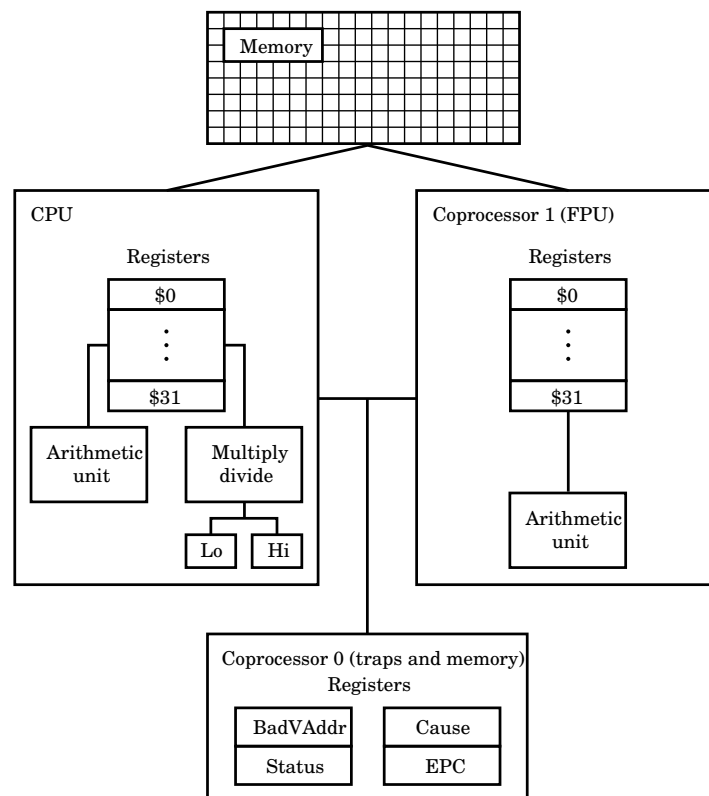 Memory
CPU
Registers
$0
$31
Arithmetic
unit
Multiply
divide
Lo
Hi
Coprocessor 1 (FPU)
Registers
$0
$31
Arithmetic
unit
Coprocessor 0 (traps and memory)
Registers
BadVAddr
Cause
Status
EPC